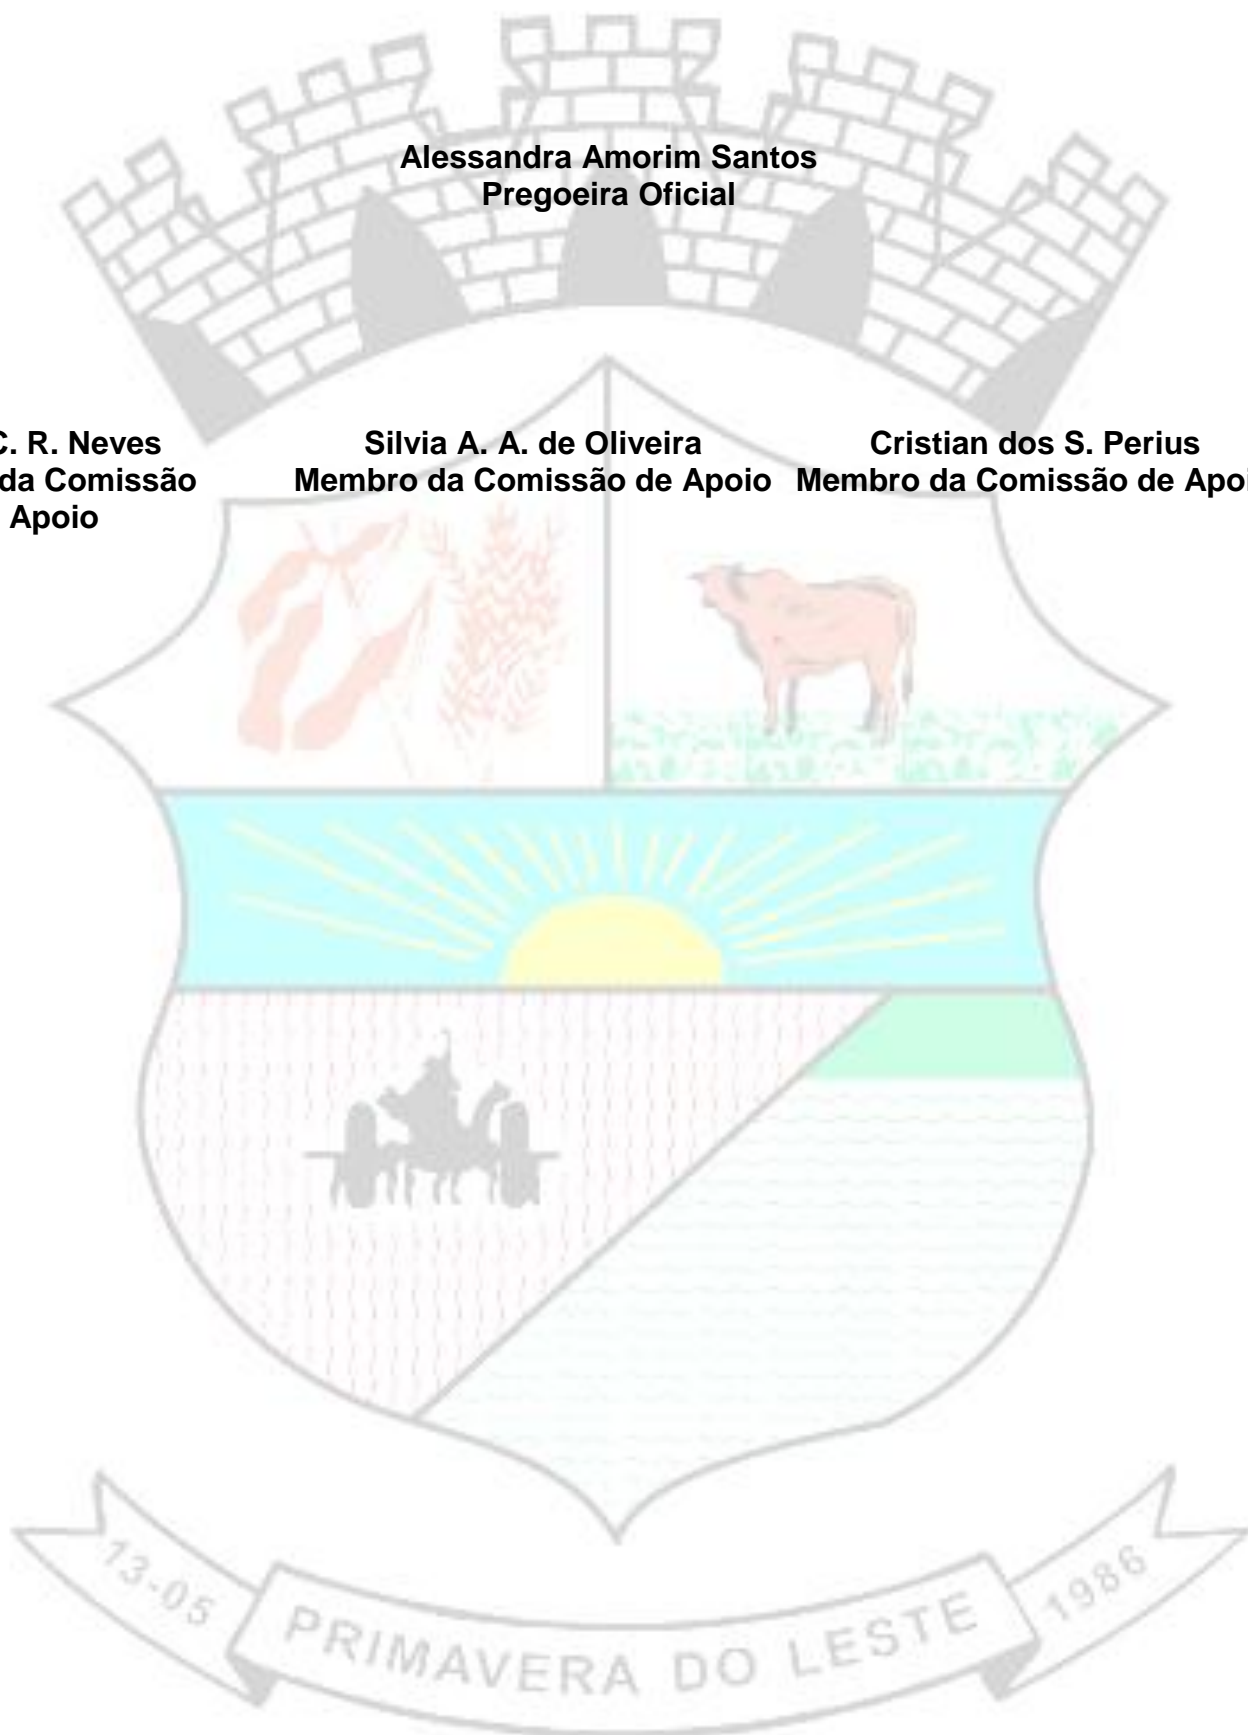 Alessandra Amorim Santos
Pregoeira Oficial
C. R. Neves
da Comissão
Apoio
Silvia A. A. de Oliveira
Membro da Comissão de Apoio
Cristian dos S. Perius
Membro da Comissão de
13-05
PRIMAVERA DO LESTE
1986